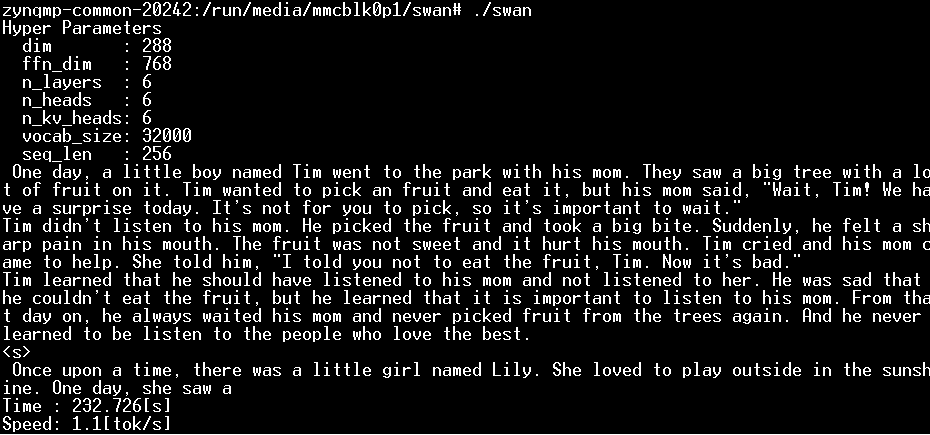 zynqmp-common-20242:/run/media/mmcblk0p1/swan# ./swan
Hyper Parameters
  dim       : 288
  ffn_dim   : 768
  n_layers  : 6
  n_heads   : 6
  n_kv_heads: 6
  vocab_size: 32000
  seq_len   : 256
 One day, a little boy named Tim went to the park with his mom. They saw a big tree with a lo
t of fruit on it. Tim wanted to pick an fruit and eat it, but his mom said, "Wait, Tim! We ha
ve a surprise today. It's not for you to pick, so it's important to wait."
Tim didn't listen to his mom. He picked the fruit and took a big bite. Suddenly, he felt a sh
arp pain in his mouth. The fruit was not sweet and it hurt his mouth. Tim cried and his mom c
ame to help. She told him, "I told you not to eat the fruit, Tim. Now it's bad."
Tim learned that he should have listened to his mom and not listened to her. He was sad that 
he couldn't eat the fruit, but he learned that it is important to listen to his mom. From tha
t day on, he always waited his mom and never picked fruit from the trees again. And he never 
learned to be listen to the people who love the best.
<s>
 Once upon a time, there was a little girl named Lily. She loved to play outside in the sunsh
ine. One day, she saw a
Time : 232.726[s]
Speed: 1.1[tok/s]